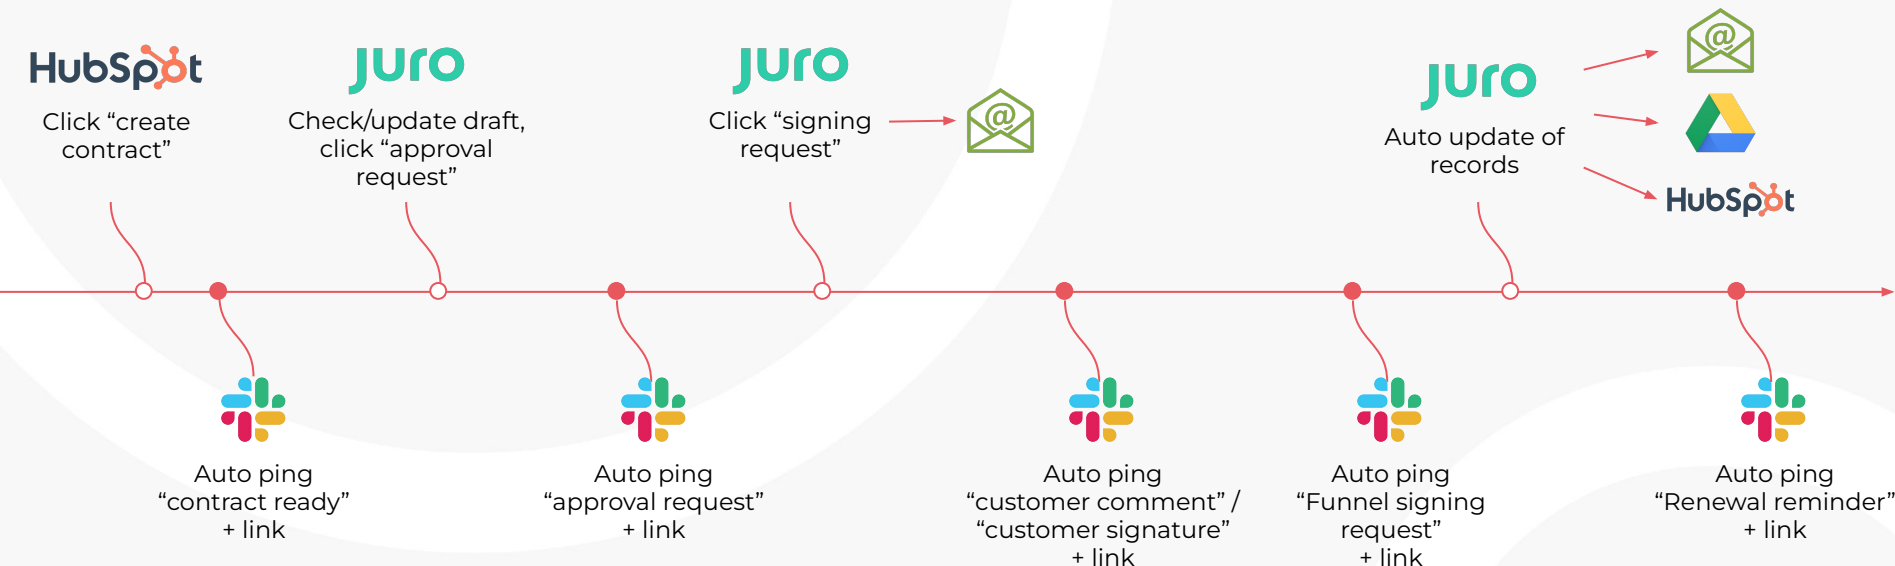 HubSpot
Click “create
contract”
Juro
Check/update draft,
click “approval
request”
Juro
Click “signing
request”
@
Juro
Auto update of
records
@
HubSpot
Auto ping
“contract ready”
+ link
Auto ping
“approval request”
+ link
Auto ping
“customer comment” /
“customer signature”
+ link
Auto ping
“Funnel signing
request”
+ link
Auto ping
“Renewal reminder”
+ link